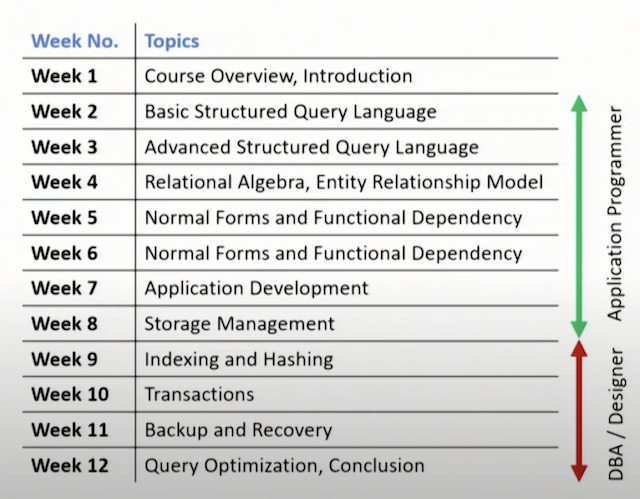 Week No. Topics
Week 1 Course Overview, Introduction
Week 2 Basic Structured Query Language
Week 3 Advanced Structured Query Language
Week 4 Relational Algebra, Entity Relationship Model
Week 5 Normal Forms and Functional Dependency
Week 6 Normal Forms and Functional Dependency
Week 7 Application Development
Week 8 Storage Management
Week 9 Indexing and Hashing
Week 10 Transactions
Week 11 Backup and Recovery
Week 12 Query Optimization, Conclusion
Application Programmer
DBA / Designer